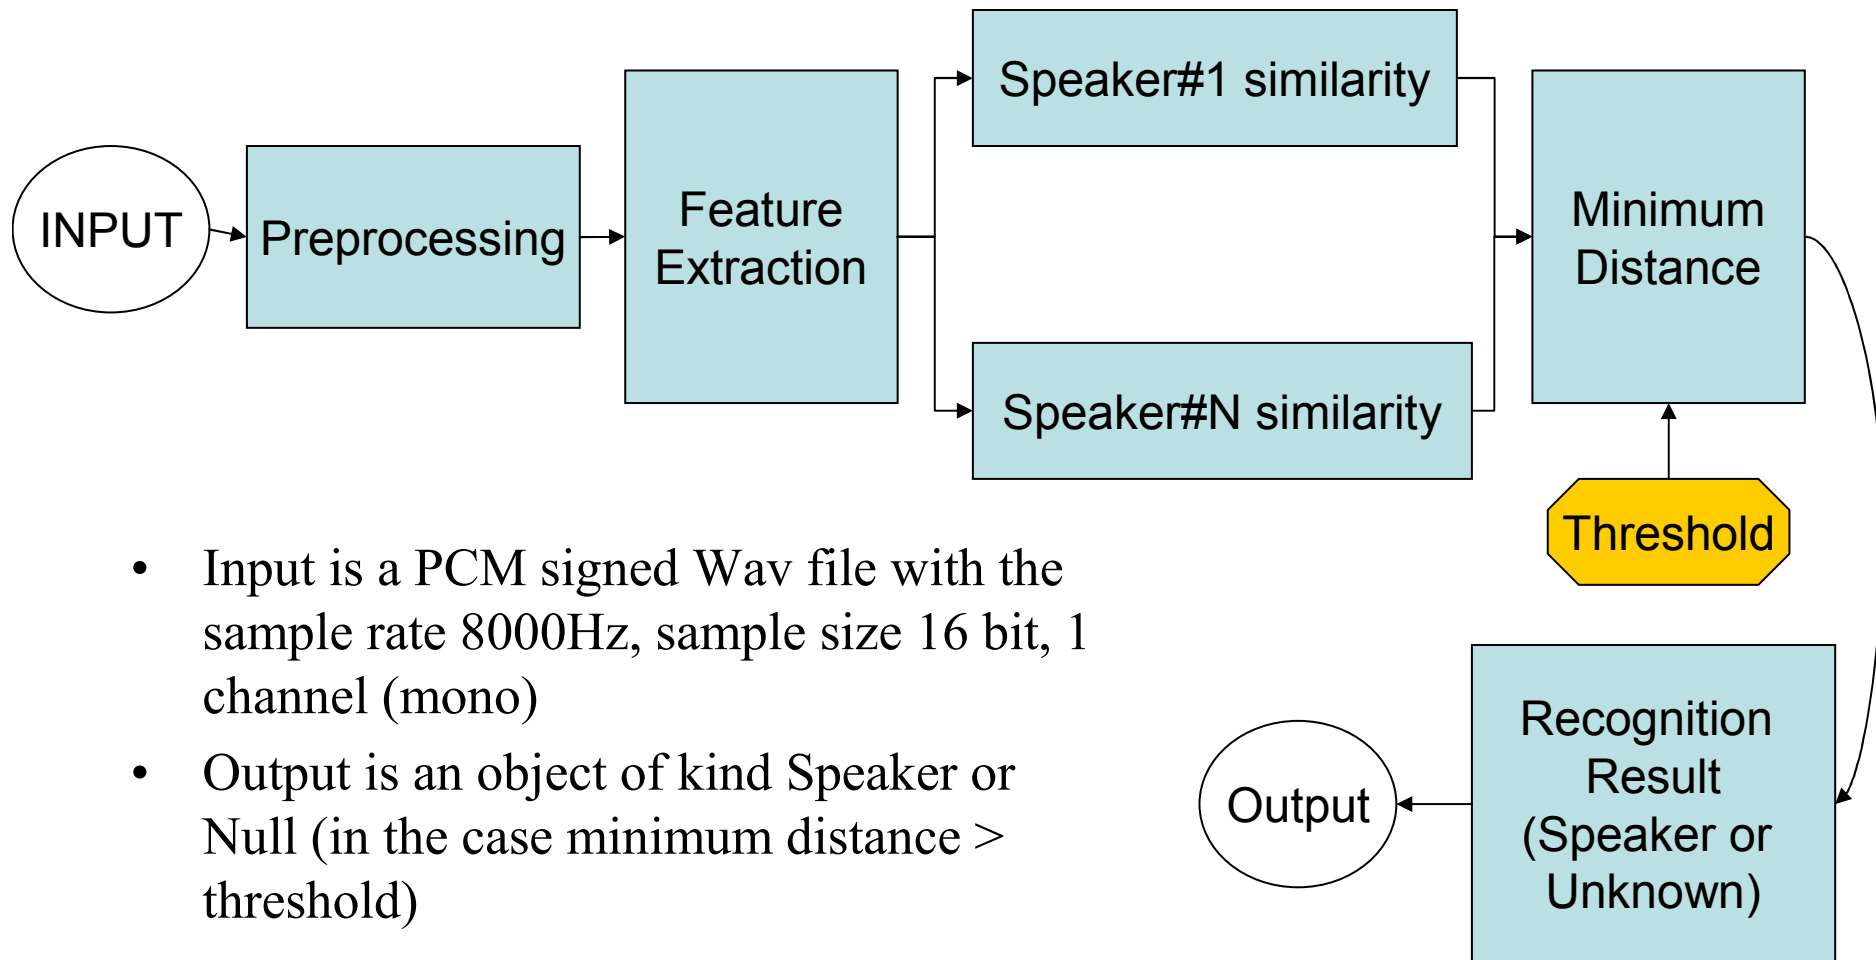 INPUT
Preprocessing
Feature
Extraction
Speaker#1 similarity
Speaker#N similarity
Minimum
Distance
Threshold
Recognition
Result
(Speaker or
Unknown)
Output
• Input is a PCM signed Wav file with the
sample rate 8000Hz, sample size 16 bit, 1
channel (mono)
• Output is an object of kind Speaker or
Null (in the case minimum distance >
threshold)